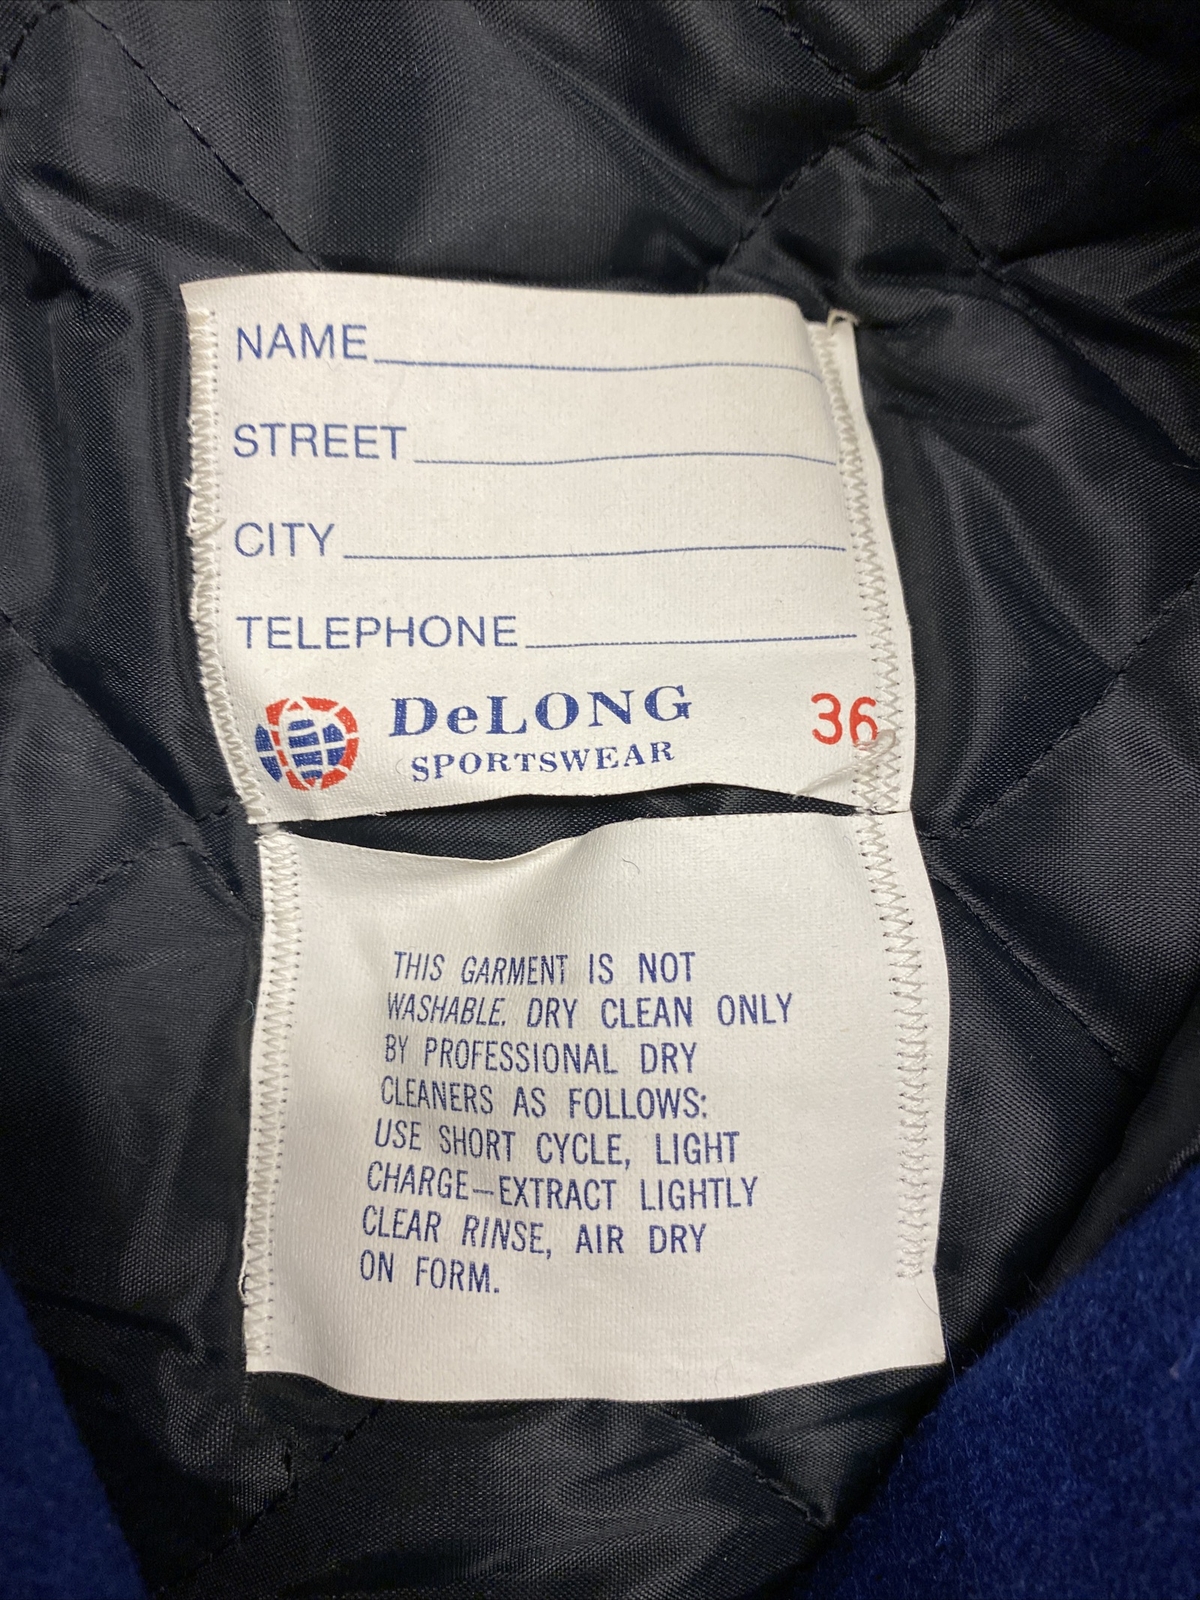 NAME
STREET
CITY
TELEPHONE
DeLONG 36
SPORTSWEAR
THIS GARMENT IS NOT
WASHABLE. DRY CLEAN ONLY
BY PROFESSIONAL DRY
CLEANERS AS FOLLOWS:
USE SHORT CYCLE, LIGHT
CHARGE—EXTRACT LIGHTLY
CLEAR RINSE, AIR DRY
ON FORM.